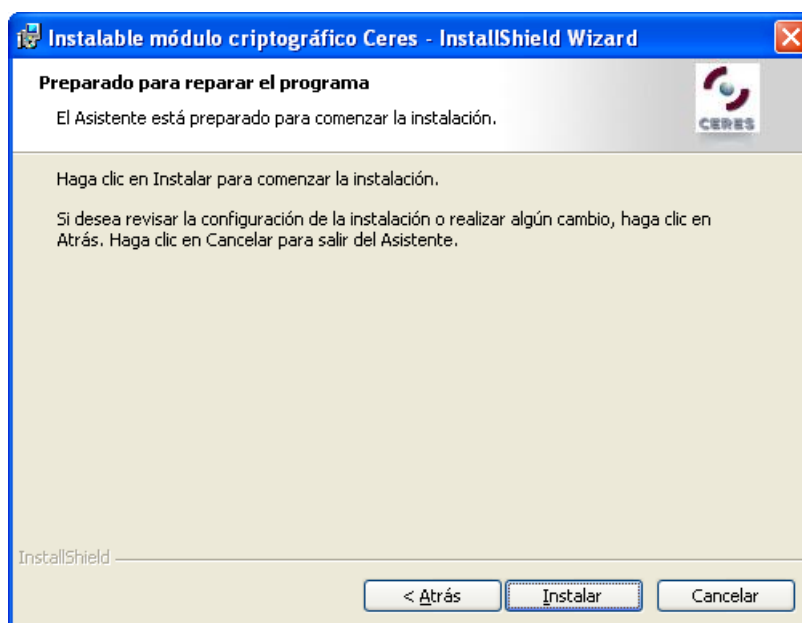 Instalable módulo criptográfico Ceres - InstallShield Wizard
Preparado para reparar el programa
El Asistente está preparado para comenzar la instalación.
CERES
Haga clic en Instalar para comenzar la instalación.
Si desea revisar la configuración de la instalación o realizar algún cambio, haga clic en
Atrás. Haga clic en Cancelar para salir del Asistente.
InstallShield
< Atrás
Instalar
Cancelar